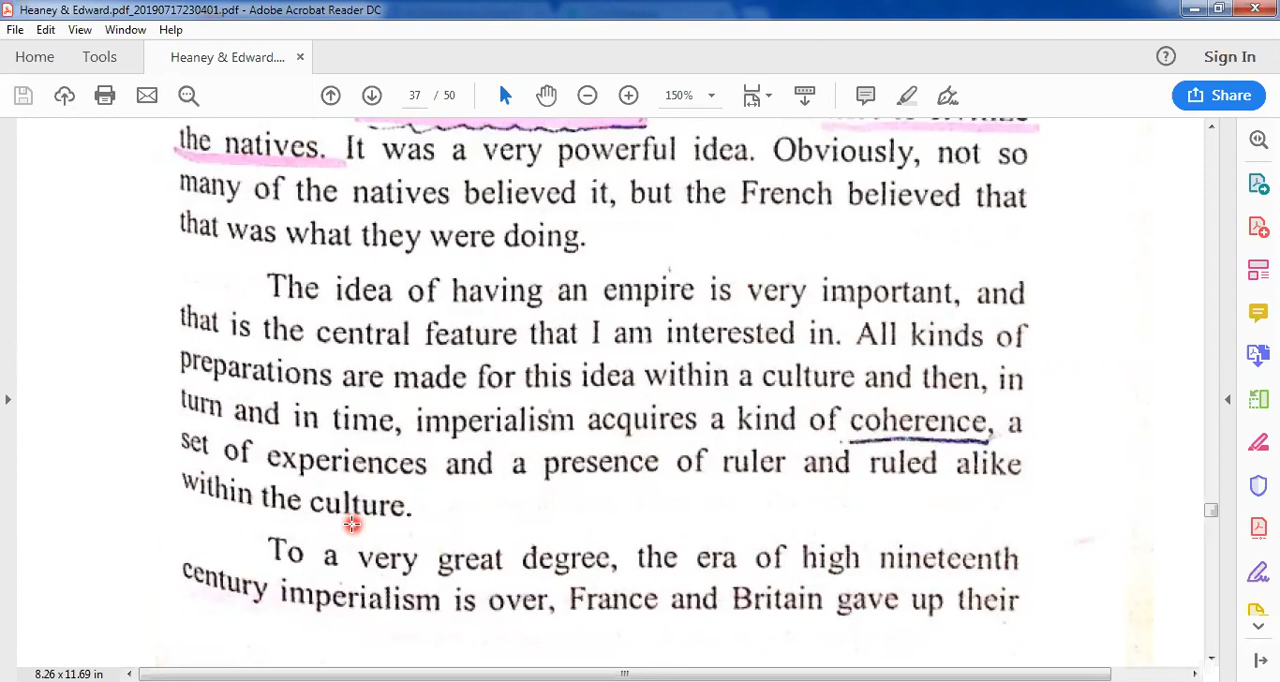 Heaney & Edward.pdf_20190717230401.pdf - Adobe Acrobat Reader DC
File Edit View Window Help
Home Tools Heaney & Edward.... × Sign In
37 / 50 150% Share
the natives. It was a very powerful idea. Obviously, not so
many of the natives believed it, but the French believed that
that was what they were doing.
The idea of having an empire is very important, and
that is the central feature that I am interested in. All kinds of
preparations are made for this idea within a culture and then, in
turn and in time, imperialism acquires a kind of coherence, a
set of experiences and a presence of ruler and ruled alike
within the culture.
To a very great degree, the era of high nineteenth
century imperialism is over, France and Britain gave up their
8.26 x 11.69 in